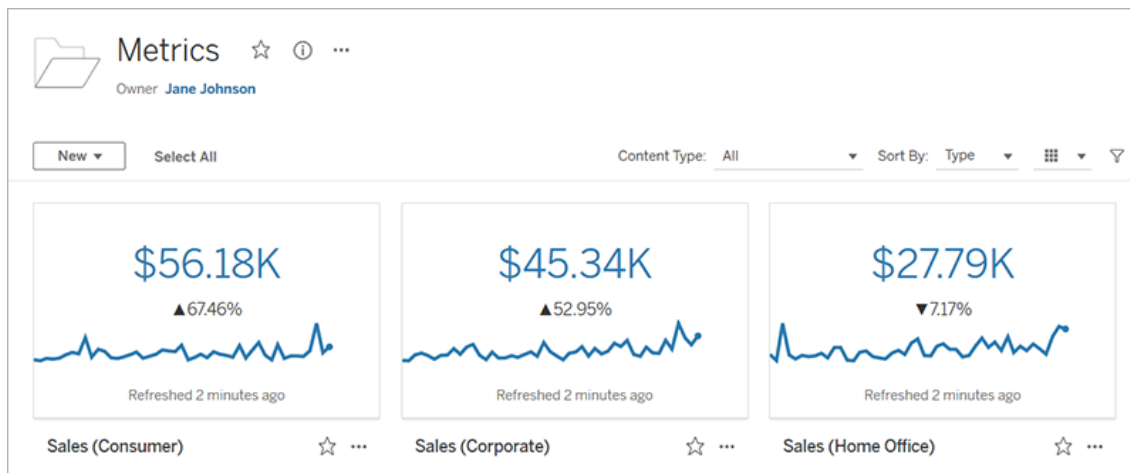 Metrics
Owner Jane Johnson
New Select All Content Type: All Sort By: Type
$56.18K $45.34K $27.79K
▲67.46% ▲52.95% ▼7.17%
Refreshed 2 minutes ago Refreshed 2 minutes ago Refreshed 2 minutes ago
Sales (Consumer) Sales (Corporate) Sales (Home Office)